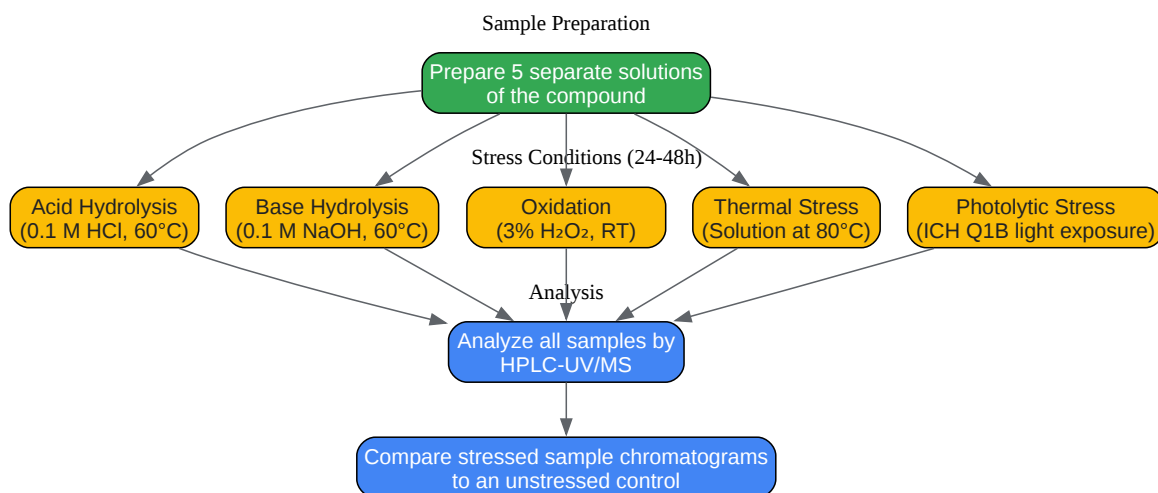 Sample Preparation
Prepare 5 separate solutions
of the compound
Stress Conditions (24-48h)
Acid Hydrolysis
(0.1 M HCl, 60°C)
Base Hydrolysis
(0.1 M NaOH, 60°C)
Oxidation
(3% H₂O₂, RT)
Thermal Stress
(Solution at 80°C)
Photolytic Stress
(ICH Q1B light exposure)
Analysis
Analyze all samples by
HPLC-UV/MS
Compare stressed sample chromatograms
to an unstressed control